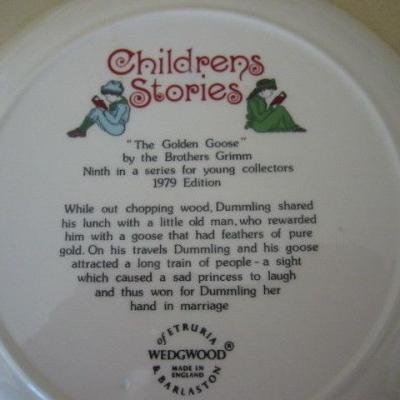 Childrens
Stories
"The Golden Goose"
by the Brothers Grimm
Ninth in a series for young collectors
1979 Edition
While out chopping wood, Dummling shared
his lunch with a little old man, who rewarded
him with a goose that had feathers of pure
gold. On his travels Dummling and his goose
attracted a long train of people - a sight
which caused a sad princess to laugh
and thus won for Dummling her
hand in marriage
of ETRURIA
WEDGWOOD®
MADE IN
ENGLAND
& BARLASTON